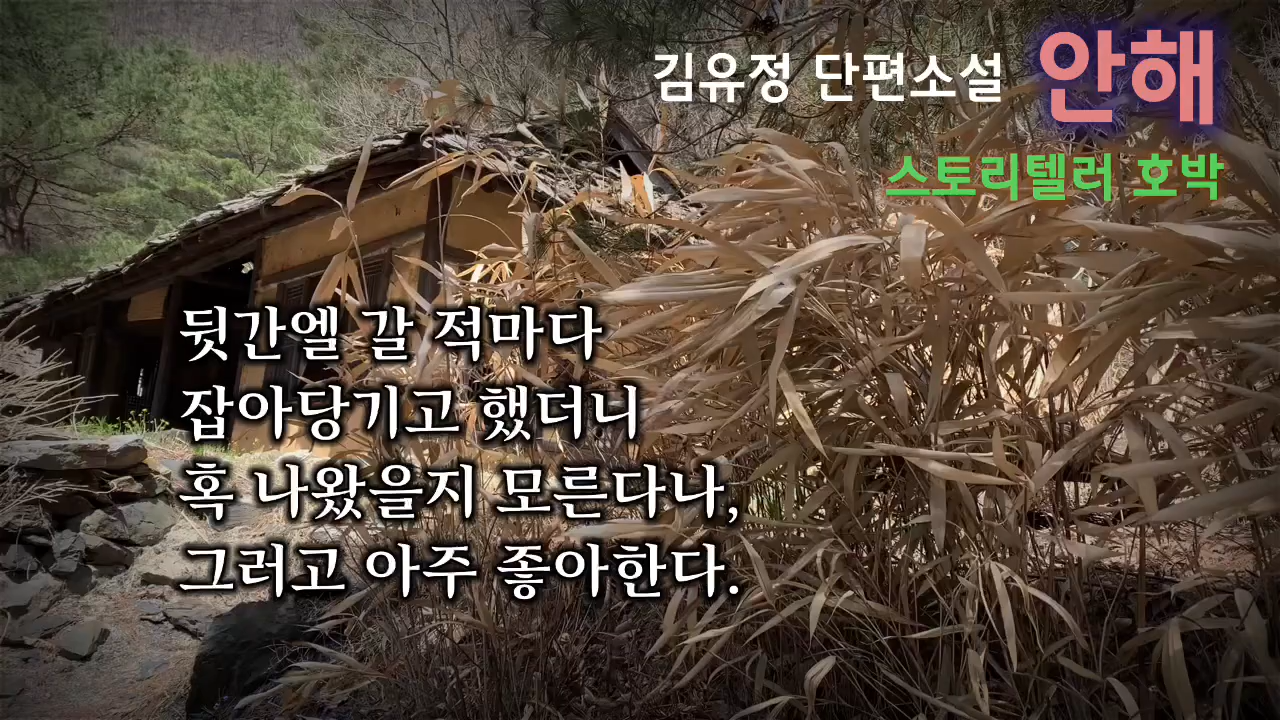 김유정 단편소설 안해
스토리텔러 호박
뒷간엘 갈 적마다
잡아당기고 했더니
혹 나왔을지 모른다나,
그러고 아주 좋아한다.